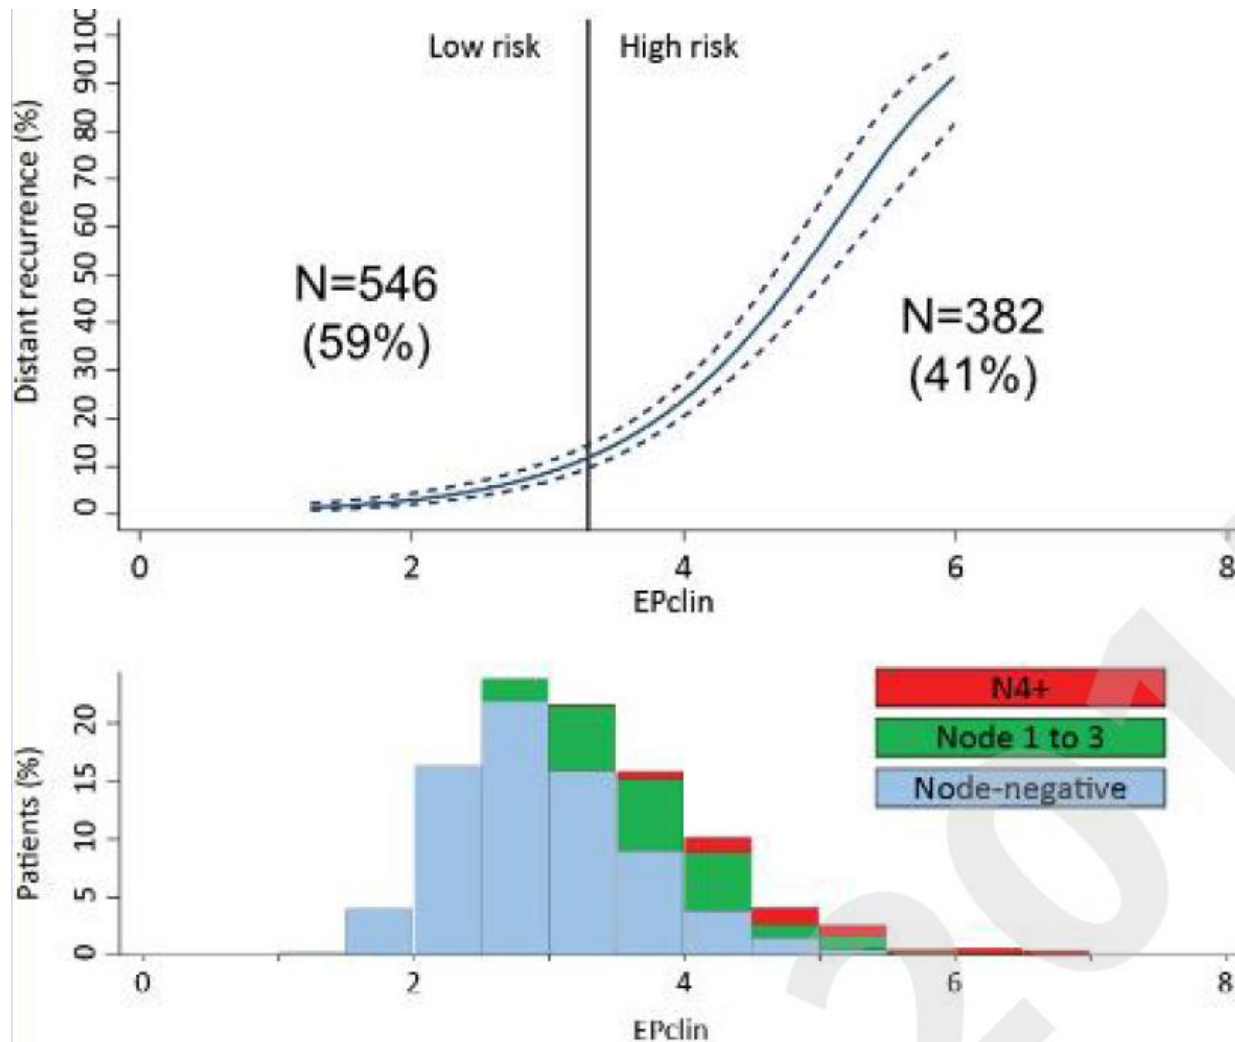 Low risk
High risk
Distant recurrence (%)
100
90
80
70
60
50
40
30
20
10
0
N=546
(59%)
N=382
(41%)
0 2 4 6 8
EPclin
N4+
Node 1 to 3
Node-negative
Patients (%)
20
15
10
5
0
0 2 4 6 8
EPclin